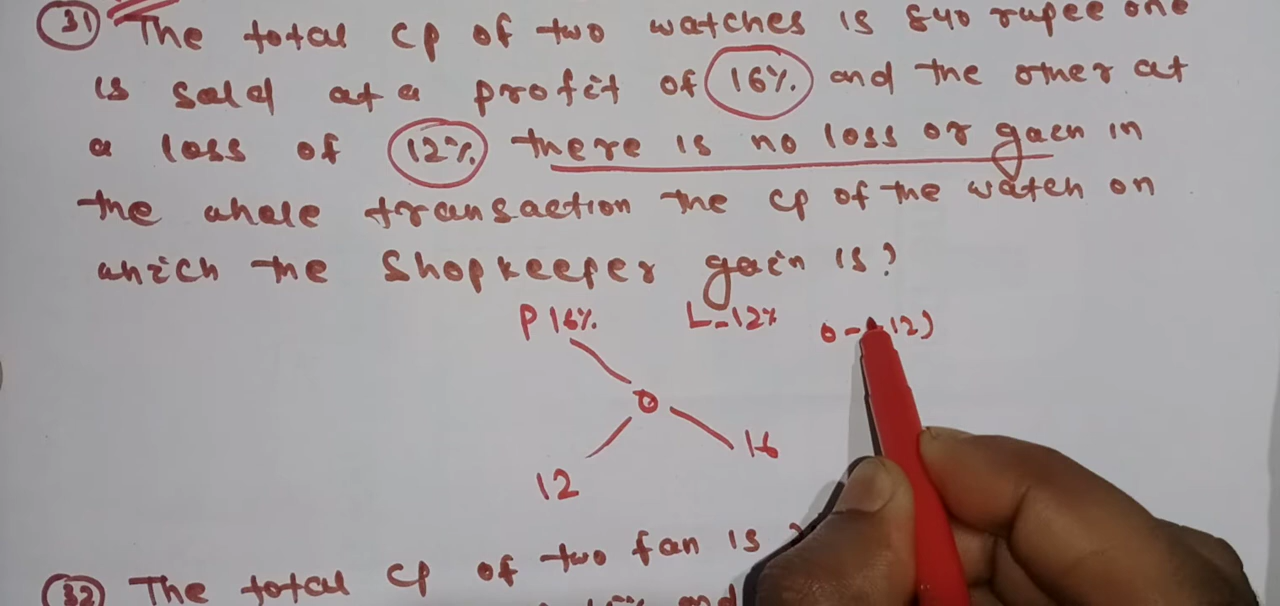 31 The total cp of two watches is 840 rupee one
is sold at a profit of 16% and the other at
a loss of 12% there is no loss or gaen in
the whole transaction the cp of the watch on
which the Shopkeeper gain is?
P 16% L-12% 0-(-12)
0
16
12
32 The total cp of two fan is